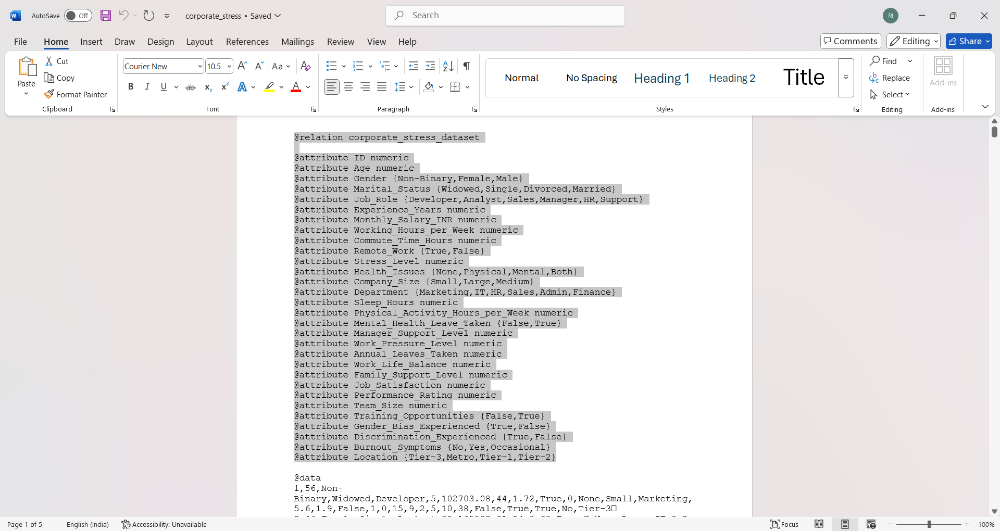 AutoSave Off corporate_stress • Saved Search RI
File Home Insert Draw Design Layout References Mailings Review View Help Comments Editing Share
Paste Cut Copy Format Painter Clipboard
Courier New 10.5 Aa Font
Paragraph
Normal No Spacing Heading 1 Heading 2 Title Styles
Find Replace Select Editing
Add-ins Add-ins
@relation corporate_stress_dataset
@attribute ID numeric
@attribute Age numeric
@attribute Gender {Non-Binary,Female,Male}
@attribute Marital_Status {Widowed,Single,Divorced,Married}
@attribute Job_Role {Developer,Analyst,Sales,Manager,HR,Support}
@attribute Experience_Years numeric
@attribute Monthly_Salary_INR numeric
@attribute Working_Hours_per_Week numeric
@attribute Commute_Time_Hours numeric
@attribute Remote_Work {True,False}
@attribute Stress_Level numeric
@attribute Health_Issues {None,Physical,Mental,Both}
@attribute Company_Size {Small,Large,Medium}
@attribute Department {Marketing,IT,HR,Sales,Admin,Finance}
@attribute Sleep_Hours numeric
@attribute Physical_Activity_Hours_per_Week numeric
@attribute Mental_Health_Leave_Taken {False,True}
@attribute Manager_Support_Level numeric
@attribute Work_Pressure_Level numeric
@attribute Annual_Leaves_Taken numeric
@attribute Work_Life_Balance numeric
@attribute Family_Support_Level numeric
@attribute Job_Satisfaction numeric
@attribute Performance_Rating numeric
@attribute Team_Size numeric
@attribute Training_Opportunities {False,True}
@attribute Gender_Bias_Experienced {True,False}
@attribute Discrimination_Experienced {True,False}
@attribute Burnout_Symptoms {No,Yes,Occasional}
@attribute Location {Tier-3,Metro,Tier-1,Tier-2}
@data
1,56,Non-
Binary,Widowed,Developer,5,102703.08,44,1.72,True,0,None,Small,Marketing,
5.6,1.9,False,1,0,15,9,2,5,10,38,False,True,True,No,Tier-3
Page 1 of 5 English (India) Accessibility: Unavailable Focus 100%